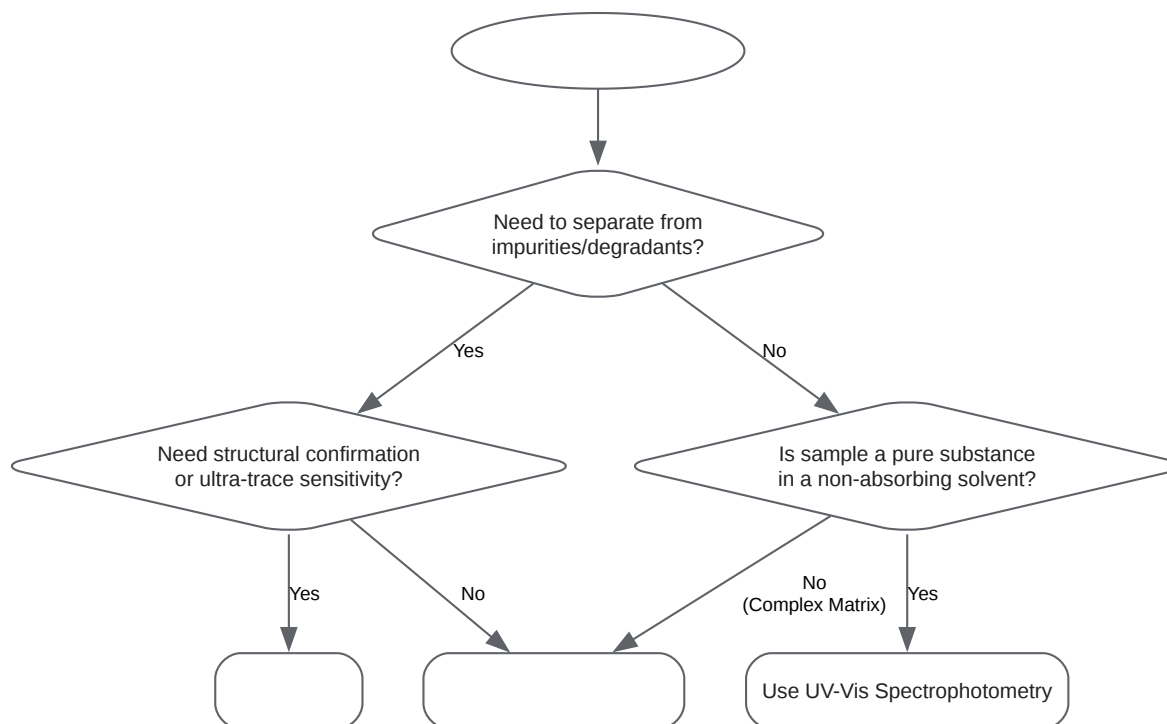 Need to separate from
impurities/degradants?
Yes
No
Need structural confirmation
or ultra-trace sensitivity?
Is sample a pure substance
in a non-absorbing solvent?
Yes
No
No
(Complex Matrix)
Yes
Use UV-Vis Spectrophotometry